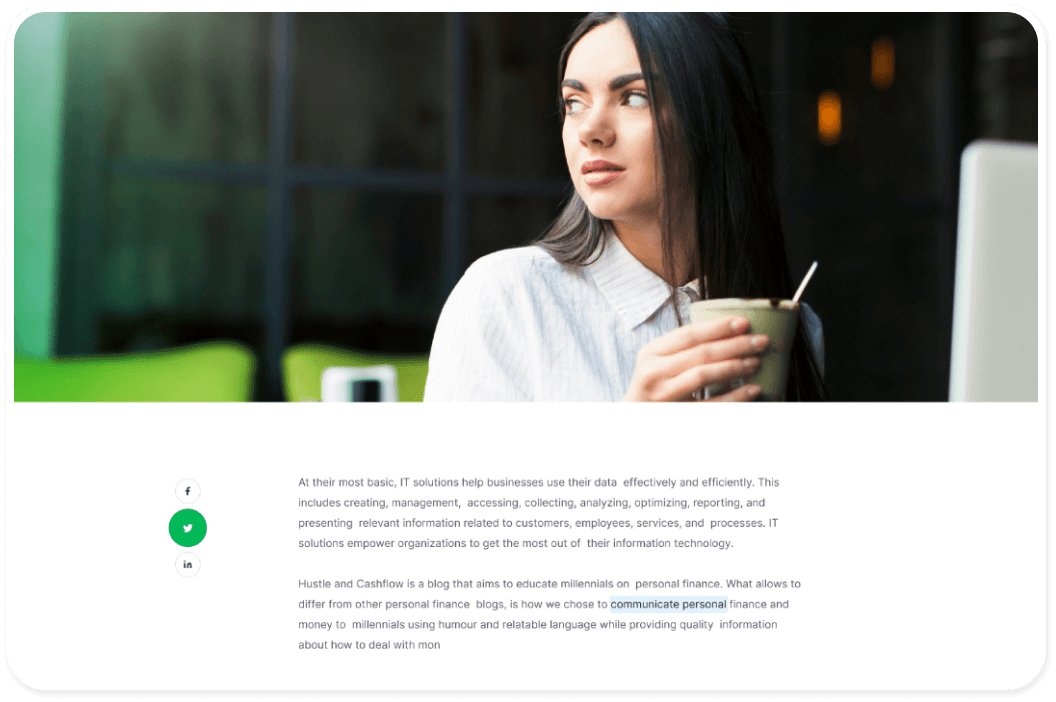 At their most basic, IT solutions help businesses use their data  effectively and efficiently. This
includes creating, management,  accessing, collecting, analyzing, optimizing, reporting, and
presenting  relevant information related to customers, employees, services, and  processes. IT
solutions empower organizations to get the most out of  their information technology.
Hustle and Cashflow is a blog that aims to educate millennials on  personal finance. What allows to
differ from other personal finance  blogs, is how we chose to communicate personal finance and
money to  millennials using humour and relatable language while providing quality  information
about how to deal with mon